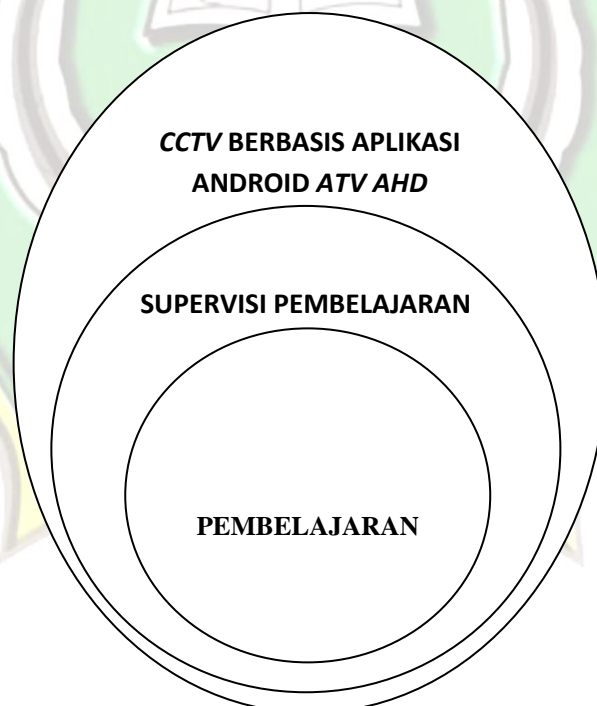 CCTV BERBASIS APLIKASI
ANDROID ATV AHD
SUPERVISI PEMBELAJARAN
PEMBELAJARAN